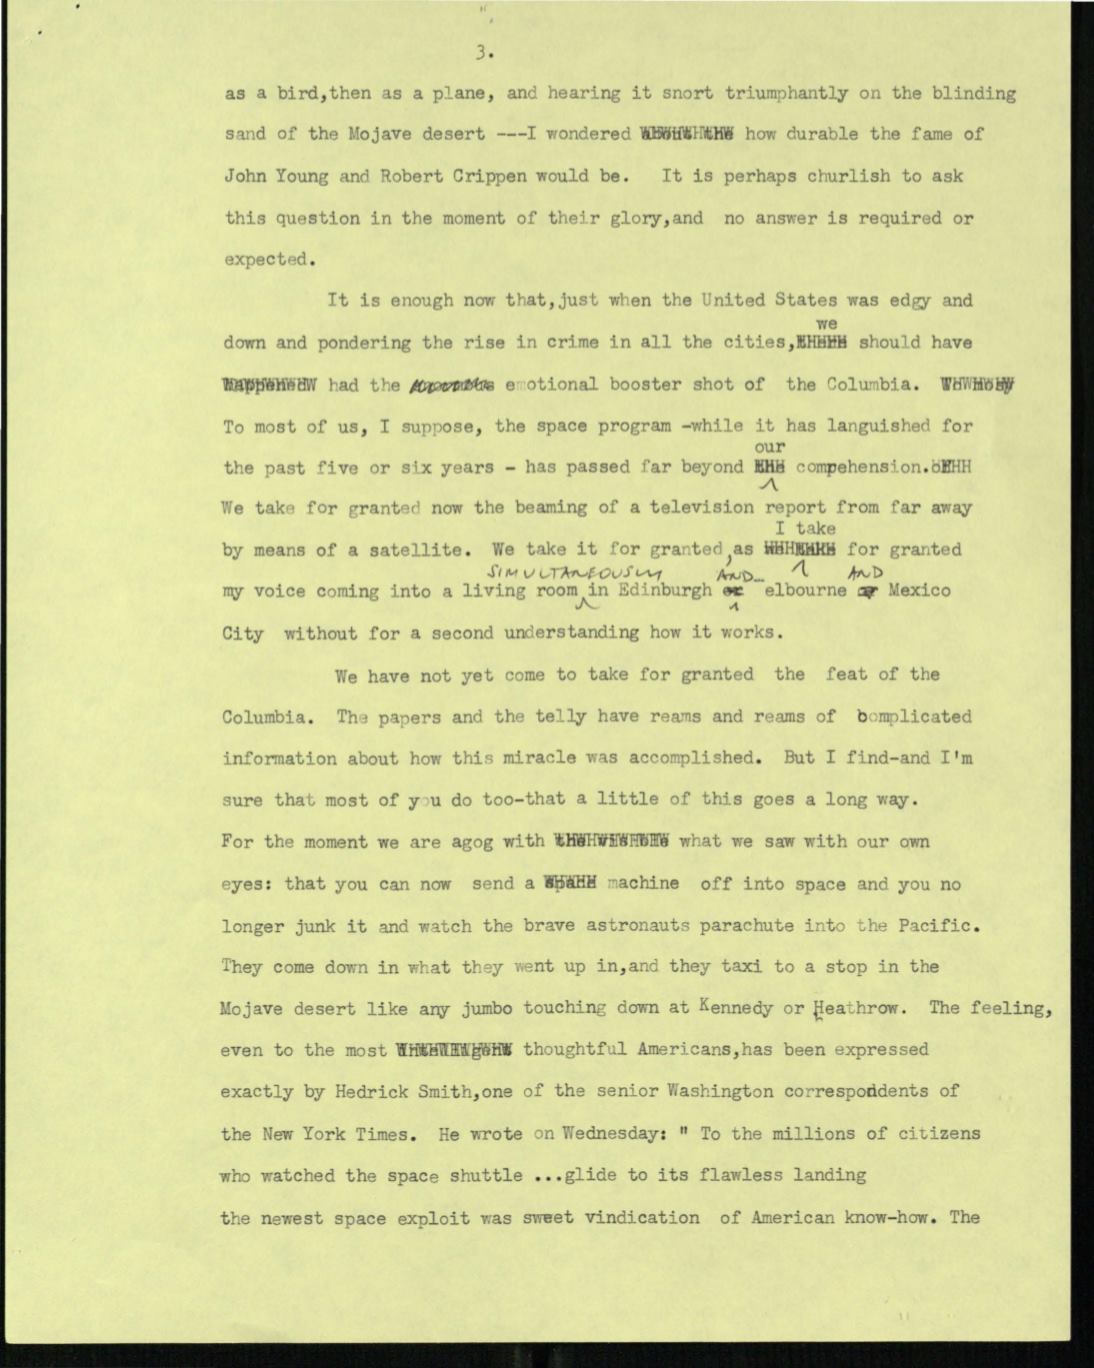 3.
as a bird,then as a plane, and hearing it snort triumphantly on the blinding
sand of the Mojave desert ---I wondered how durable the fame of
John Young and Robert Crippen would be. It is perhaps churlish to ask
this question in the moment of their glory,and no answer is required or
expected.
It is enough now that,just when the United States was edgy and
we
down and pondering the rise in crime in all the cities, should have
had the emotional booster shot of the Columbia.
To most of us, I suppose, the space program -while it has languished for
our
the past five or six years - has passed far beyond comprehension.
We take for granted now the beaming of a television report from far away
I take
by means of a satellite. We take it for granted,as for granted
SIMULTANEOUSLY AND AND
my voice coming into a living room in Edinburgh or elbourne or Mexico
City without for a second understanding how it works.
We have not yet come to take for granted the feat of the
Columbia. The papers and the telly have reams and reams of complicated
information about how this miracle was accomplished. But I find-and I'm
sure that most of you do too-that a little of this goes a long way.
For the moment we are agog with what we saw with our own
eyes: that you can now send a machine off into space and you no
longer junk it and watch the brave astronauts parachute into the Pacific.
They come down in what they went up in,and they taxi to a stop in the
Mojave desert like any jumbo touching down at Kennedy or Heathrow. The feeling,
even to the most thoughtful Americans,has been expressed
exactly by Hedrick Smith,one of the senior Washington correspondents of
the New York Times. He wrote on Wednesday: " To the millions of citizens
who watched the space shuttle ...glide to its flawless landing
the newest space exploit was sweet vindication of American know-how. The